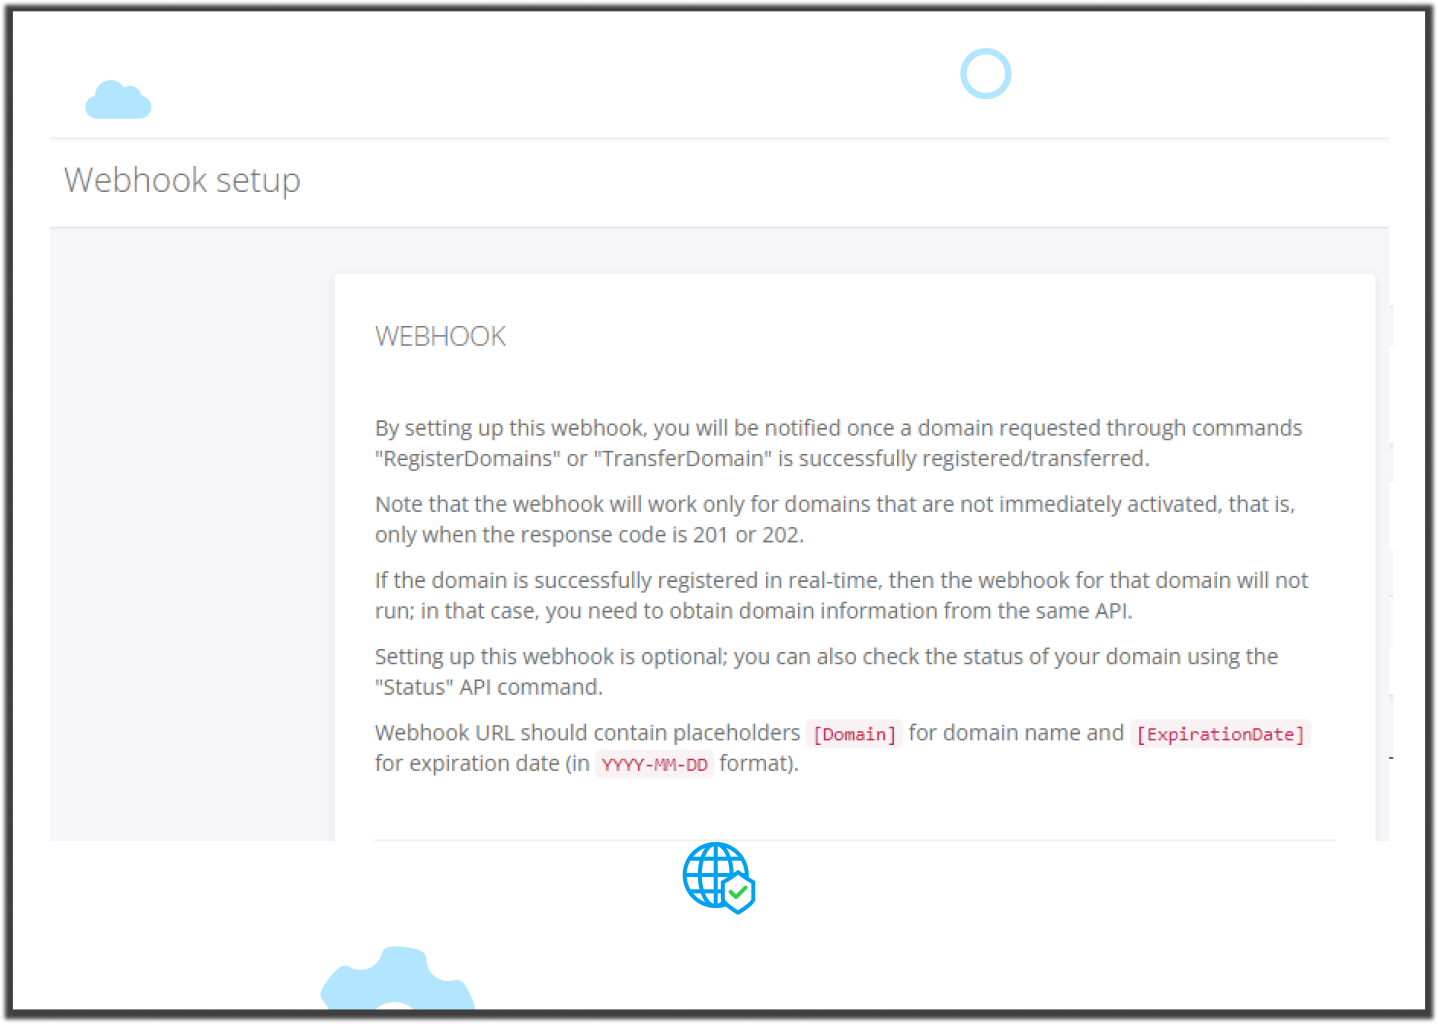 Webhook setup
WEBHOOK
By setting up this webhook, you will be notified once a domain requested through commands
"RegisterDomains" or "TransferDomain" is successfully registered/transferred.
Note that the webhook will work only for domains that are not immediately activated, that is,
only when the response code is 201 or 202.
If the domain is successfully registered in real-time, then the webhook for that domain will not
run; in that case, you need to obtain domain information from the same API.
Setting up this webhook is optional; you can also check the status of your domain using the
"Status" API command.
Webhook URL should contain placeholders [Domain] for domain name and [ExpirationDate]
for expiration date (in YYYY-MM-DD format).